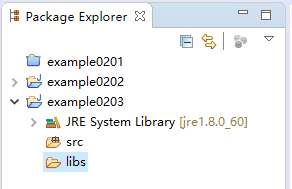 Package Explorer
example0201
example0202
example0203
JRE System Library [jre1.8.0_60]
src
libs